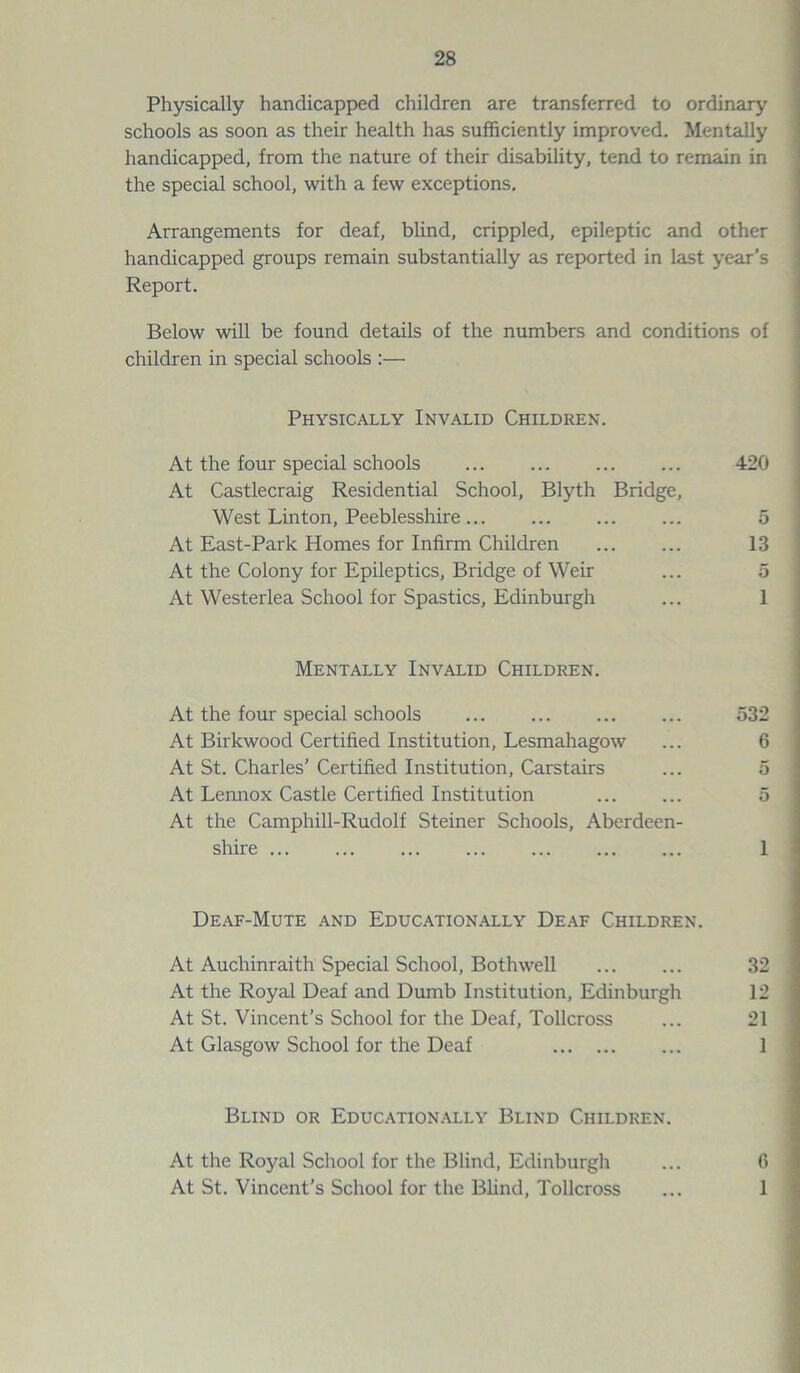 28
Physically handicapped children are transferred to ordinary
schools as soon as their health has sufficiently improved. Mentally
handicapped, from the nature of their disability, tend to remain in
the special school, with a few exceptions.
Arrangements for deaf, blind, crippled, epileptic and other
handicapped groups remain substantially as reported in last year's
Report.
Below will be found details of the numbers and conditions of
children in special schools :—
Physically Invalid Children.
At the four special schools ... ... ... ... 420
At Castlecraig Residential School, Blyth Bridge,
West Linton, Peeblesshire ... ... ... ... 5
At East-Park Homes for Infirm Children ... ... 13
At the Colony for Epileptics, Bridge of Weir ... 5
At Westerlea School for Spastics, Edinburgh ... 1
Mentally Invalid Children.
At the four special schools ... ... ... ... 532
At Birkwood Certified Institution, Lesmahagow ... 6
At St. Charles' Certified Institution, Carstairs ... 5
At Lennox Castle Certified Institution ... ... 5
At the Camphill-Rudolf Steiner Schools, Aberdeen-
shire ... ... ... ... ... ... ... 1
Deaf-Mute and Educationally Deaf Children.
At Auchinraith Special School, Bothwell ... ... 32
At the Royal Deaf and Dumb Institution, Edinburgh 12
At St. Vincent's School for the Deaf, Tollcross ... 21
At Glasgow School for the Deaf ... ... ... 1
Blind or Educationally Blind Children.
At the Royal School for the Blind, Edinburgh ... 6
At St. Vincent's School for the Blind, Tollcross ... 1